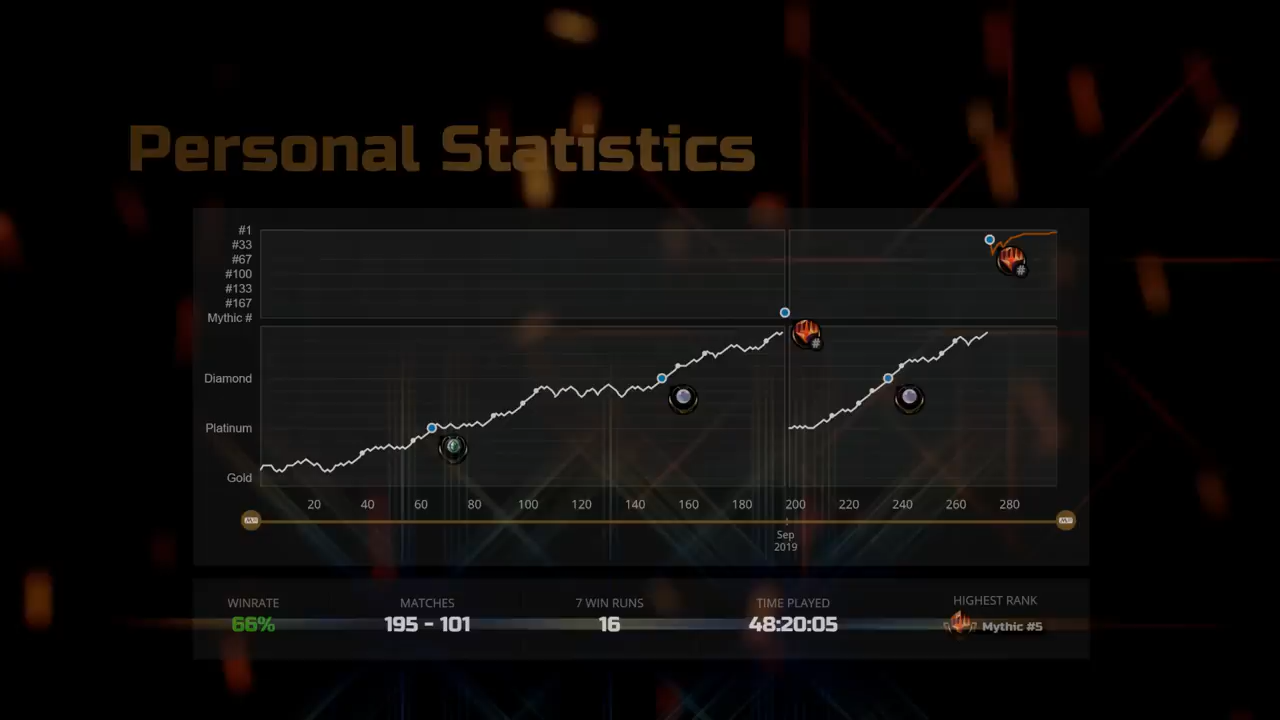 Personal Statistics
#1
#33
#67
#100
#133
#167
Mythic #
Diamond
Platinum
Gold
20 40 60 80 100 120 140 160 180 200 220 240 260 280
Sep
2019
WINRATE MATCHES 7 WIN RUNS TIME PLAYED HIGHEST RANK
66% 195 - 101 16 48:20:05 Mythic #5